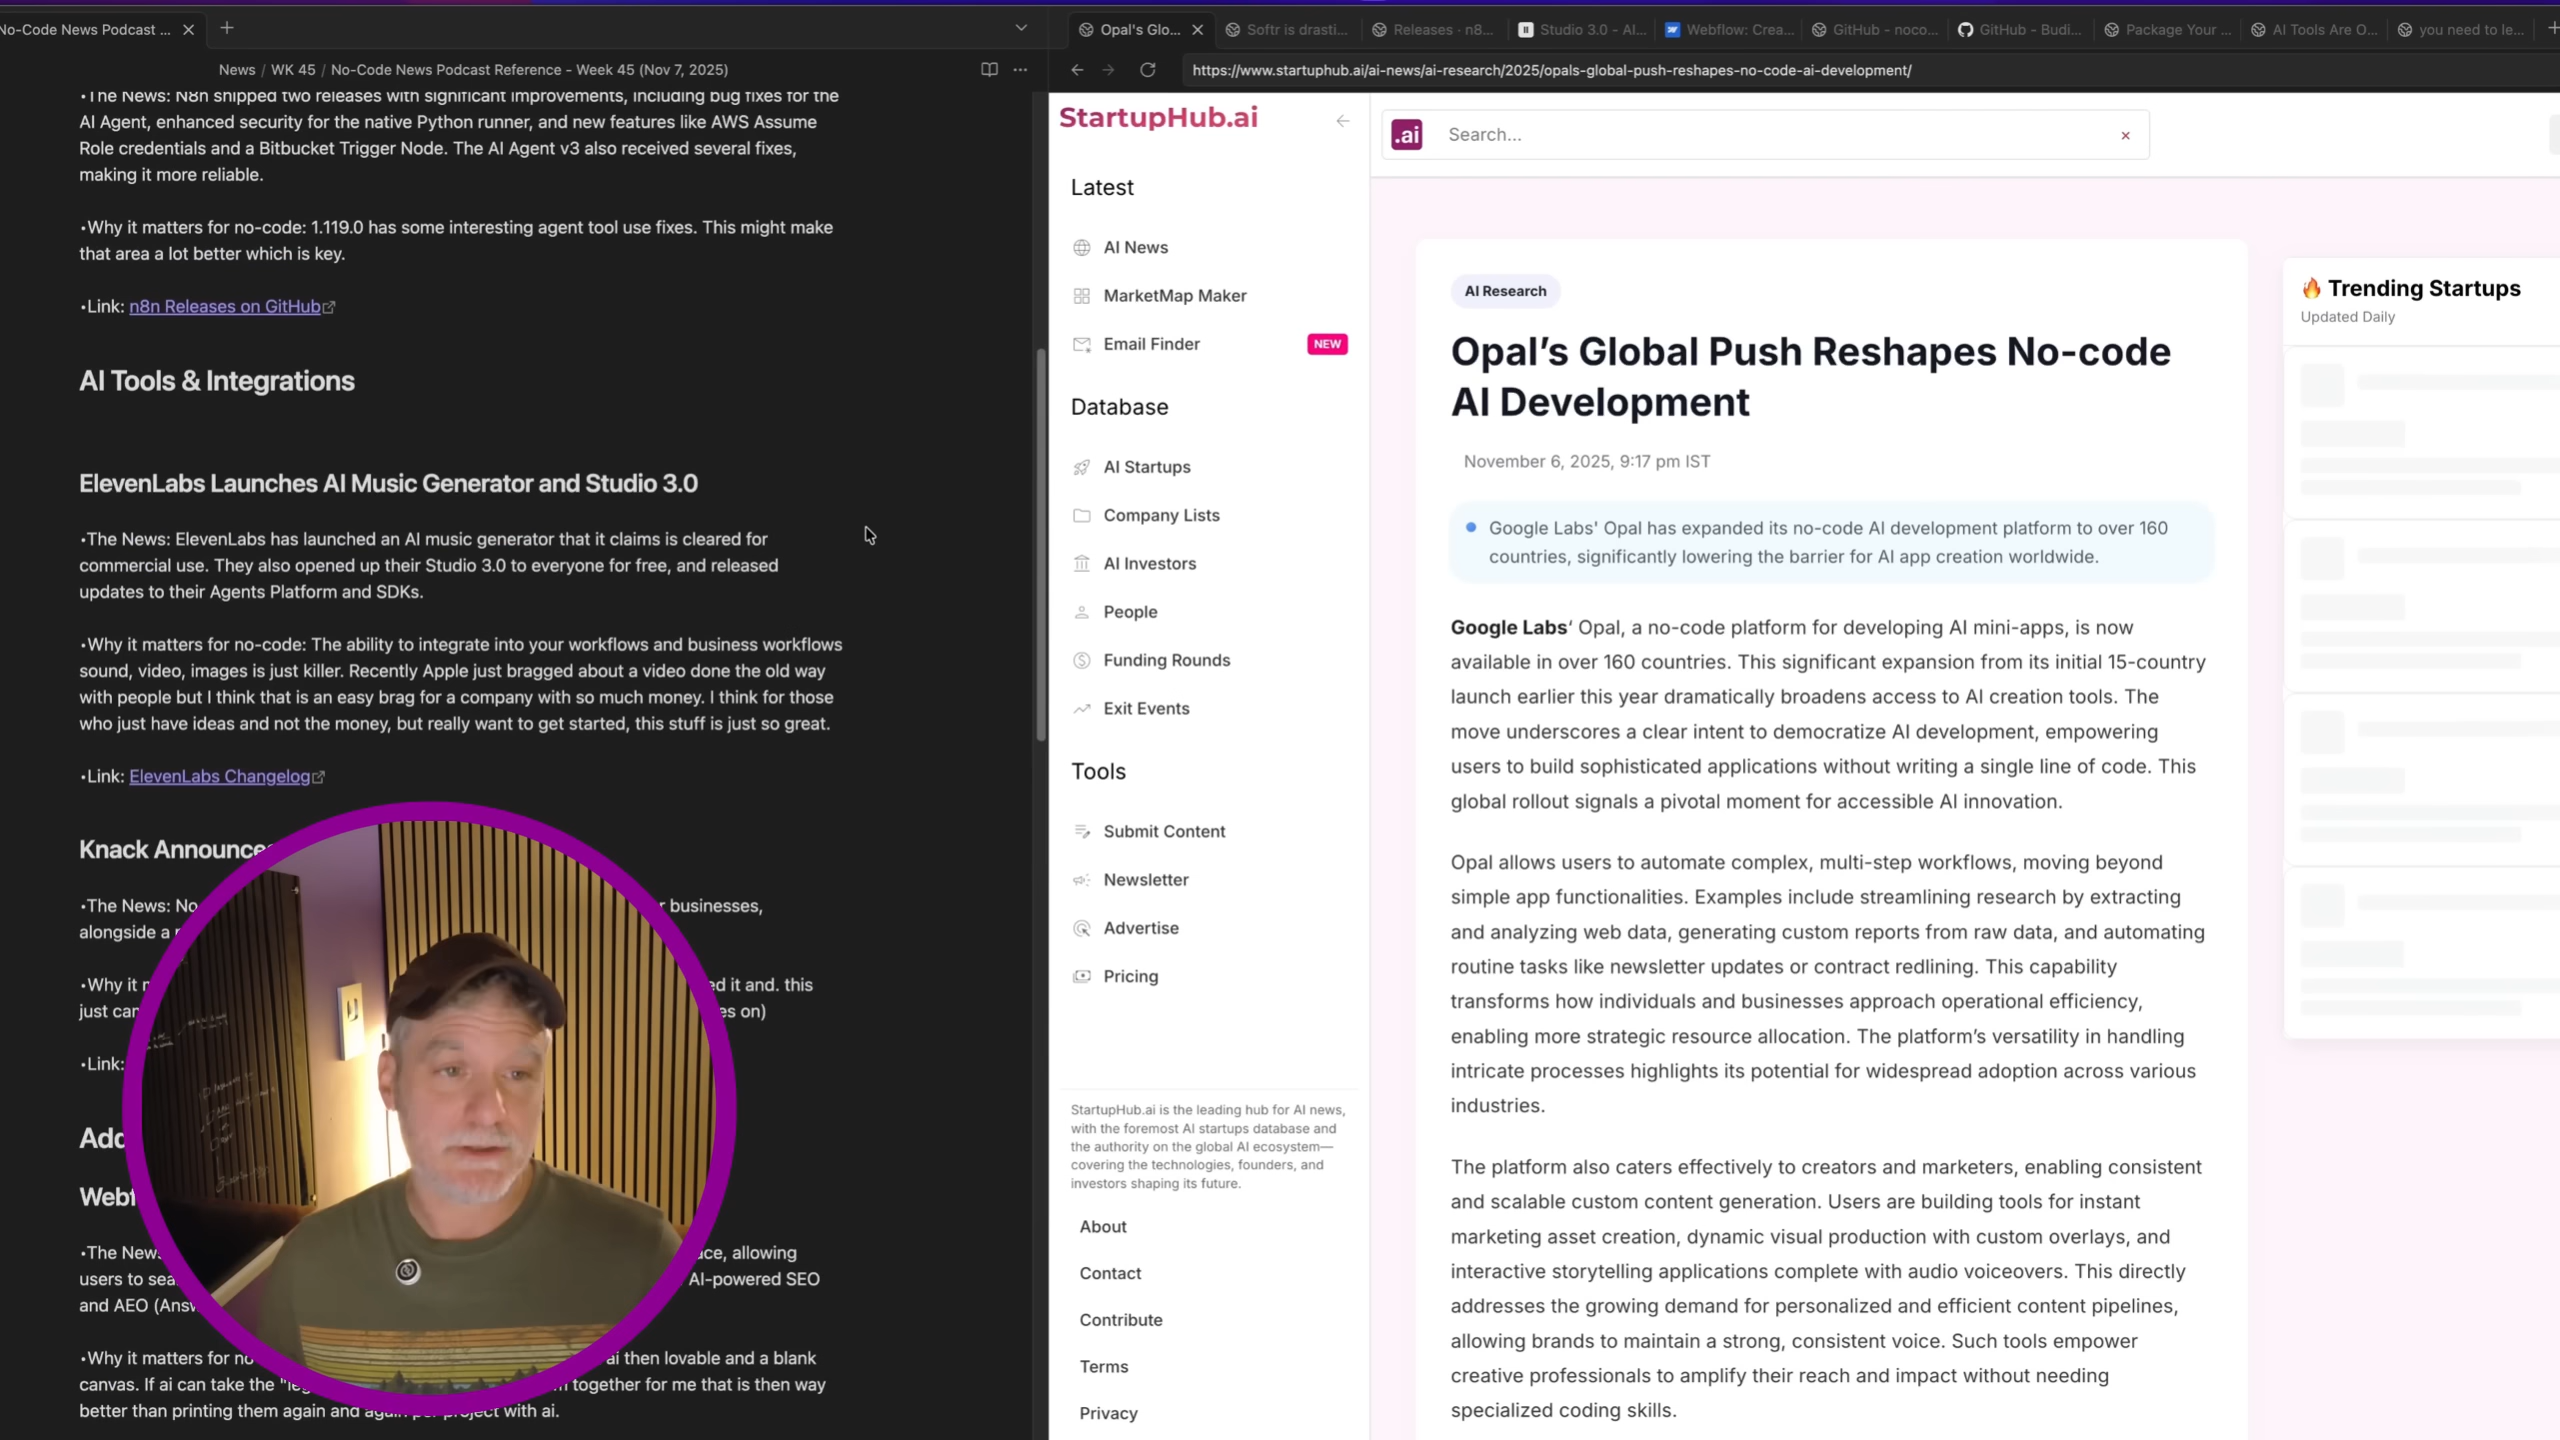 No-Code News Podcast ...
News / WK 45 / No-Code News Podcast Reference - Week 45 (Nov 7, 2025)
•The News: N8n shipped two releases with significant improvements, including bug fixes for the
AI Agent, enhanced security for the native Python runner, and new features like AWS Assume
Role credentials and a Bitbucket Trigger Node. The AI Agent v3 also received several fixes,
making it more reliable.
•Why it matters for no-code: 1.119.0 has some interesting agent tool use fixes. This might make
that area a lot better which is key.
•Link: n8n Releases on GitHub
AI Tools & Integrations
ElevenLabs Launches AI Music Generator and Studio 3.0
•The News: ElevenLabs has launched an AI music generator that it claims is cleared for
commercial use. They also opened up their Studio 3.0 to everyone for free, and released
updates to their Agents Platform and SDKs.
•Why it matters for no-code: The ability to integrate into your workflows and business workflows
sound, video, images is just killer. Recently Apple just bragged about a video done the old way
with people but I think that is an easy brag for a company with so much money. I think for those
who just have ideas and not the money, but really want to get started, this stuff is just so great.
•Link: ElevenLabs Changelog
Knack Announce
•The News: No businesses,
alongside a
•Why it it and. this
just on)
•Link:
Webf
•The News allowing
users to AI-powered SEO
and AEO
•Why it matters for then lovable and a blank
canvas. If ai can take the together for me that is then way
better than printing them again and with ai.
Opal's Glo... Softr is drasti... Releases · n8... Studio 3.0 - AI... Webflow: Crea... GitHub - noco... GitHub - Budi... Package Your ... AI Tools Are O... you need to le...
https://www.startuphub.ai/ai-news/ai-research/2025/opals-global-push-reshapes-no-code-ai-development/
StartupHub.ai
Latest
AI News
MarketMap Maker
Email Finder NEW
Database
AI Startups
Company Lists
AI Investors
People
Funding Rounds
Exit Events
Tools
Submit Content
Newsletter
Advertise
Pricing
StartupHub.ai is the leading hub for AI news,
with the foremost AI startups database and
the authority on the global AI ecosystem—
covering the technologies, founders, and
investors shaping its future.
About
Contact
Contribute
Terms
Privacy
.ai Search...
AI Research
Opal’s Global Push Reshapes No-code
AI Development
November 6, 2025, 9:17 pm IST
Google Labs' Opal has expanded its no-code AI development platform to over 160
countries, significantly lowering the barrier for AI app creation worldwide.
Google Labs‘ Opal, a no-code platform for developing AI mini-apps, is now
available in over 160 countries. This significant expansion from its initial 15-country
launch earlier this year dramatically broadens access to AI creation tools. The
move underscores a clear intent to democratize AI development, empowering
users to build sophisticated applications without writing a single line of code. This
global rollout signals a pivotal moment for accessible AI innovation.
Opal allows users to automate complex, multi-step workflows, moving beyond
simple app functionalities. Examples include streamlining research by extracting
and analyzing web data, generating custom reports from raw data, and automating
routine tasks like newsletter updates or contract redlining. This capability
transforms how individuals and businesses approach operational efficiency,
enabling more strategic resource allocation. The platform’s versatility in handling
intricate processes highlights its potential for widespread adoption across various
industries.
The platform also caters effectively to creators and marketers, enabling consistent
and scalable custom content generation. Users are building tools for instant
marketing asset creation, dynamic visual production with custom overlays, and
interactive storytelling applications complete with audio voiceovers. This directly
addresses the growing demand for personalized and efficient content pipelines,
allowing brands to maintain a strong, consistent voice. Such tools empower
creative professionals to amplify their reach and impact without needing
specialized coding skills.
🔥 Trending Startups
Updated Daily